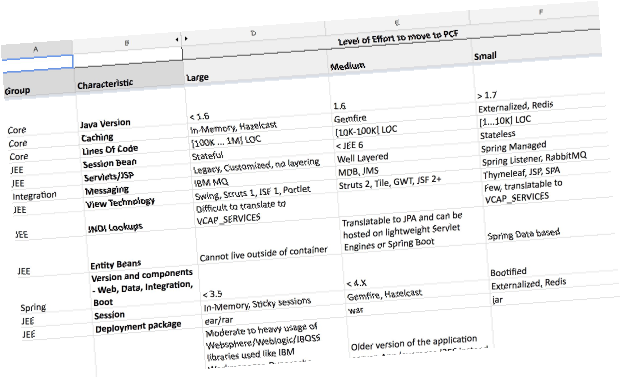 A B D E F
Level of Effort to move to PCF
Group Characteristic Large Medium Small
Core Java Version < 1.6 1.6 > 1.7
Core Caching In-Memory, Hazelcast Gemfire Externalized, Redis
Core Lines Of Code [100K ... 1M] LOC [10K-100K] LOC [1...10K] LOC
JEE Session Bean Stateful < JEE 6 Stateless
JEE Servlets/JSP Legacy, Customized, no layering Well Layered Spring Managed
Integration Messaging IBM MQ MDB, JMS Spring Listener, RabbitMQ
JEE View Technology Swing, Struts 1, JSF 1, Portlet Struts 2, Tile, GWT, JSF 2+ Thymeleaf, JSP, SPA
Difficult to translate to Few, translatable to
JEE JNDI Lookups VCAP_SERVICES VCAP_SERVICES
Translatable to JPA and can be
hosted on lightweight Servlet
JEE Entity Beans Cannot live outside of container Engines or Spring Boot Spring Data based
Version and components
- Web, Data, Integration,
Spring Boot < 3.5 < 4.X Bootified
JEE Session In-Memory, Sticky sessions Gemfire, Hazelcast Externalized, Redis
JEE Deployment package ear/rar war jar
Moderate to heavy usage of
Websphere/Weblogic/JBOSS
libraries used like IBM Older version of the application